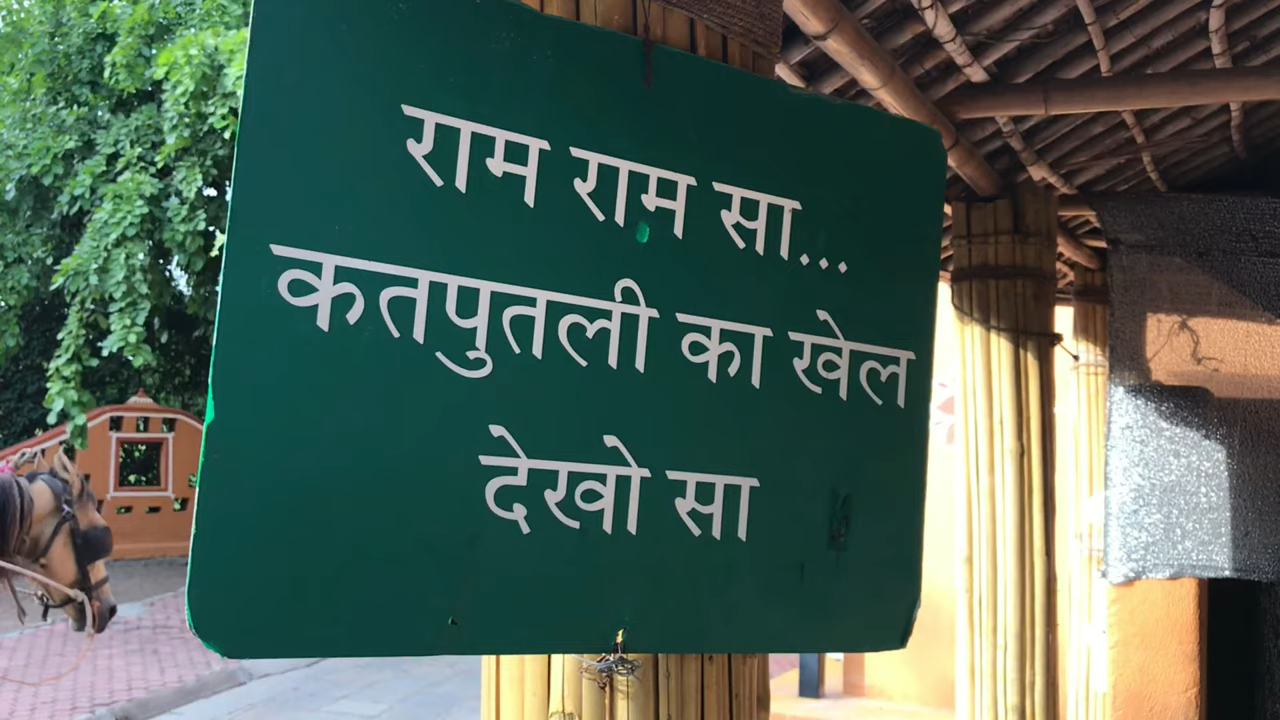 राम राम सा...
कतपुतली का खेल
देखो सा